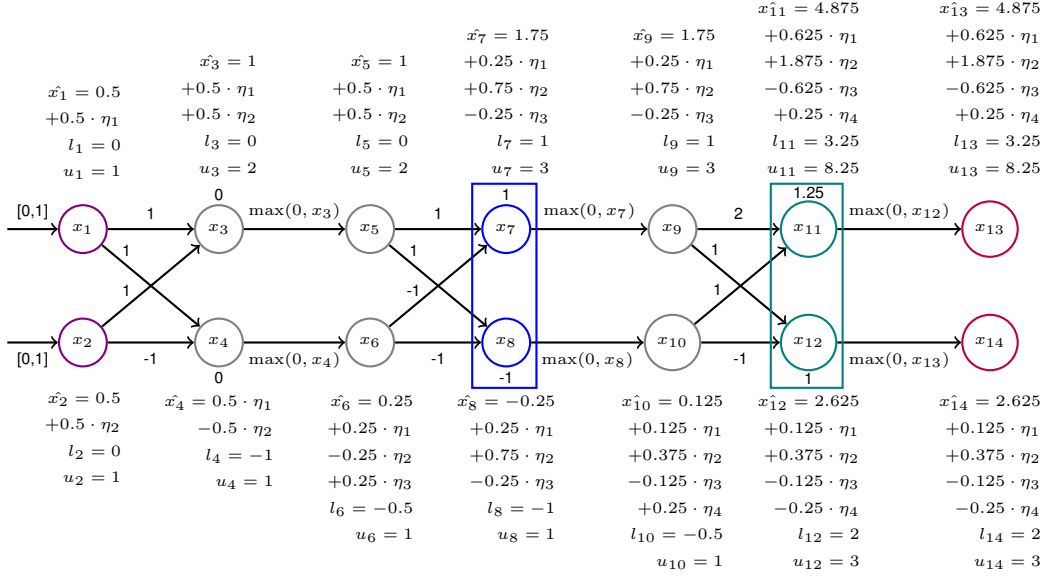 x̂₁ = 0.5
+0.5 · η₁
l₁ = 0
u₁ = 1
x̂₃ = 1
+0.5 · η₁
+0.5 · η₂
l₃ = 0
u₃ = 2
x̂₅ = 1
+0.5 · η₁
+0.5 · η₂
l₅ = 0
u₅ = 2
x̂₇ = 1.75
+0.25 · η₁
+0.75 · η₂
−0.25 · η₃
l₇ = 1
u₇ = 3
x̂₉ = 1.75
+0.25 · η₁
+0.75 · η₂
−0.25 · η₃
l₉ = 1
u₉ = 3
x̂₁₁ = 4.875
+0.625 · η₁
+1.875 · η₂
−0.625 · η₃
+0.25 · η₄
l₁₁ = 3.25
u₁₁ = 8.25
x̂₁₃ = 4.875
+0.625 · η₁
+1.875 · η₂
−0.625 · η₃
+0.25 · η₄
l₁₃ = 3.25
u₁₃ = 8.25
0
1
1.25
[0,1]
x₁
1
x₃
max(0, x₃)
x₅
1
x₇
max(0, x₇)
x₉
2
x₁₁
max(0, x₁₂)
x₁₃
1
1
1
1
-1
1
[0,1]
x₂
-1
x₄
max(0, x₄)
x₆
-1
x₈
max(0, x₈)
x₁₀
-1
x₁₂
max(0, x₁₃)
x₁₄
0
-1
1
x̂₂ = 0.5
+0.5 · η₂
l₂ = 0
u₂ = 1
x̂₄ = 0.5 · η₁
−0.5 · η₂
l₄ = −1
u₄ = 1
x̂₆ = 0.25
+0.25 · η₁
−0.25 · η₂
+0.25 · η₃
l₆ = −0.5
u₆ = 1
x̂₈ = −0.25
+0.25 · η₁
+0.75 · η₂
−0.25 · η₃
l₈ = −1
u₈ = 1
x̂₁₀ = 0.125
+0.125 · η₁
+0.375 · η₂
−0.125 · η₃
+0.25 · η₄
l₁₀ = −0.5
u₁₀ = 1
x̂₁₂ = 2.625
+0.125 · η₁
+0.375 · η₂
−0.125 · η₃
−0.25 · η₄
l₁₂ = 2
u₁₂ = 3
x̂₁₄ = 2.625
+0.125 · η₁
+0.375 · η₂
−0.125 · η₃
−0.25 · η₄
l₁₄ = 2
u₁₄ = 3